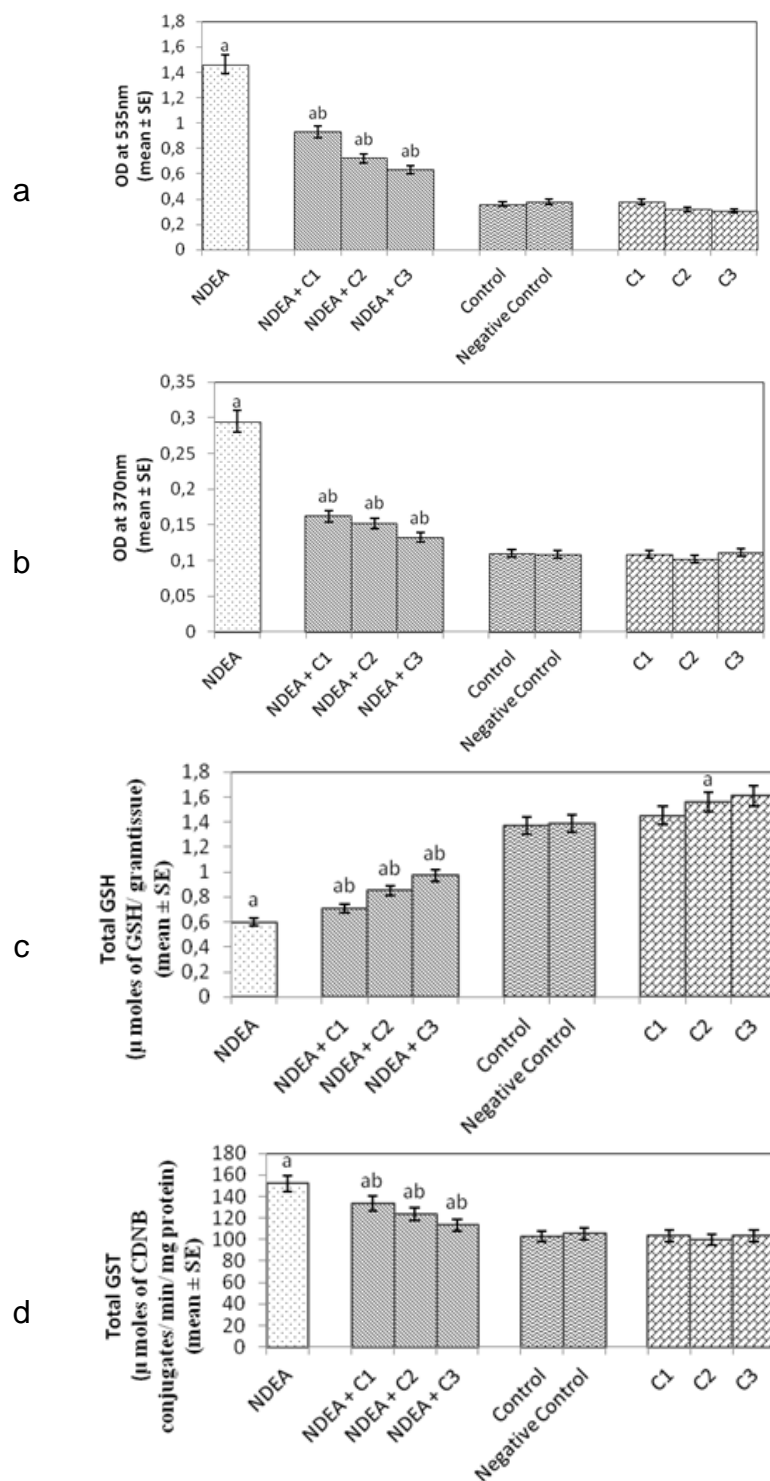 a
OD at 535nm
(mean ± SE)
1,8
1,6
1,4
1,2
1
0,8
0,6
0,4
0,2
0
a
ab
ab
ab
NDEA
NDEA + C1
NDEA + C2
NDEA + C3
Control
Negative Control
C1
C2
C3
b
OD at 370nm
(mean ± SE)
0,35
0,3
0,25
0,2
0,15
0,1
0,05
0
a
ab
ab
ab
NDEA
NDEA + C1
NDEA + C2
NDEA + C3
Control
Negative Control
C1
C2
C3
c
Total GSH
(µ moles of GSH/ gramtissue)
(mean ± SE)
1,8
1,6
1,4
1,2
1
0,8
0,6
0,4
0,2
0
a
ab
ab
ab
a
NDEA
NDEA + C1
NDEA + C2
NDEA + C3
Control
Negative Control
C1
C2
C3
d
Total GST
(µ moles of CDNB
conjugates/ min/ mg protein)
(mean ± SE)
180
160
140
120
100
80
60
40
20
0
a
ab
ab
ab
NDEA
NDEA + C1
NDEA + C2
NDEA + C3
Control
Negative Control
C1
C2
C3